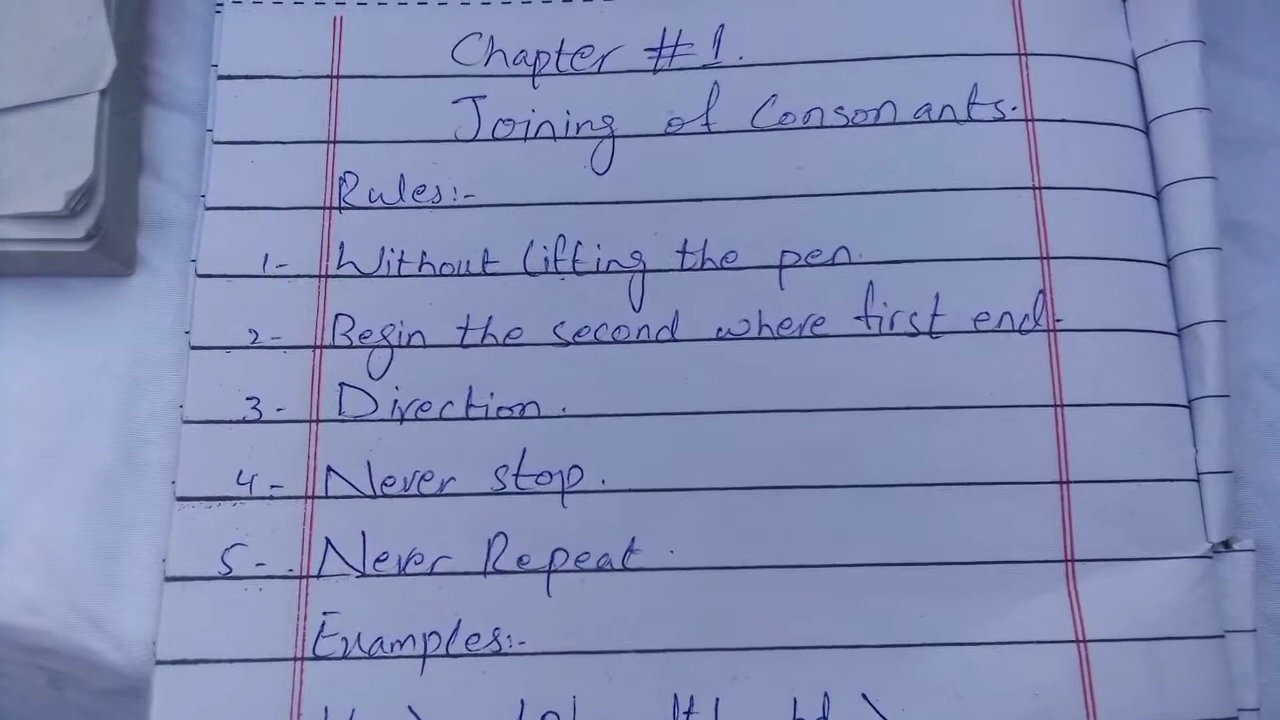 Chapter #1.
Joining of Consonants.
Rules:-
1- Without lifting the pen.
2- Begin the second where first end.
3- Direction.
4- Never stop.
5- Never Repeat.
Examples:-